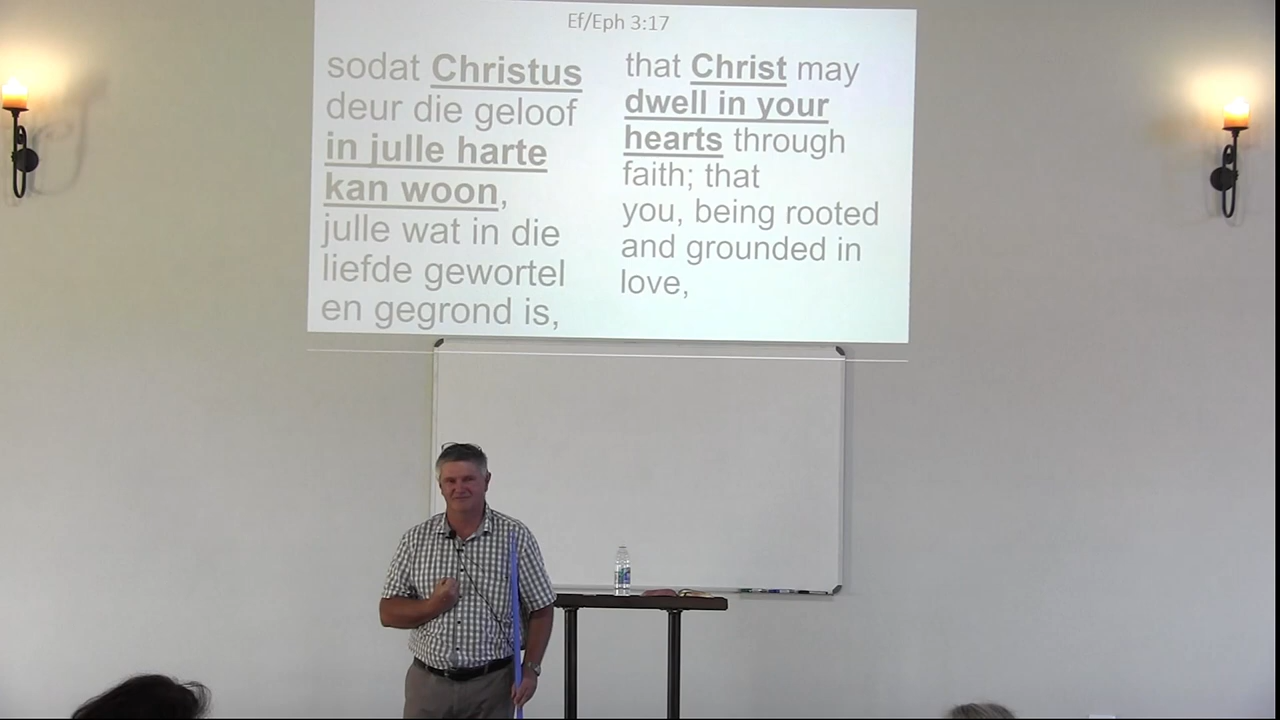 Ef/Eph 3:17
sodat Christus
deur die geloof
in julle harte
kan woon,
julle wat in die
liefde gewortel
en gegrond is,
that Christ may
dwell in your
hearts through
faith; that
you, being rooted
and grounded in
love,